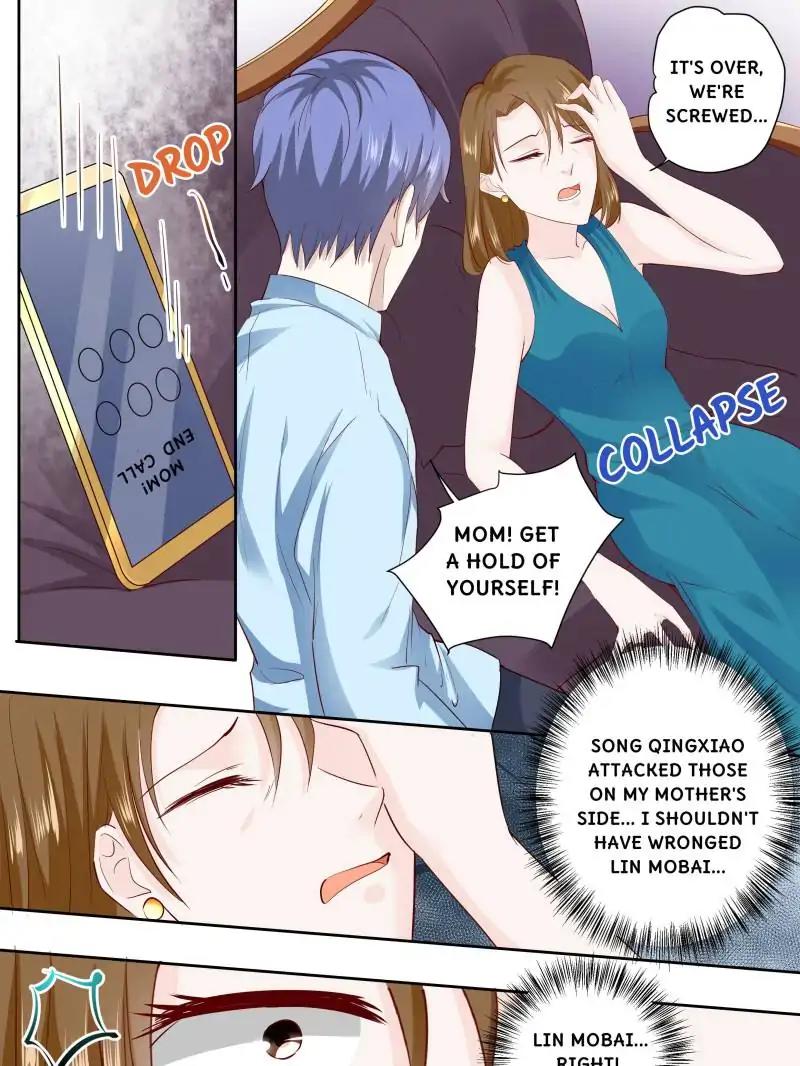 DROP
MOM!
END CALL
IT'S OVER,
WE'RE
SCREWED...
COLLAPSE
MOM! GET
A HOLD OF
YOURSELF!
SONG QINGXIAO
ATTACKED THOSE
ON MY MOTHER'S
SIDE... I SHOULDN'T
HAVE WRONGED
LIN MOBAI...
LIN MOBAI...
RIGHT!